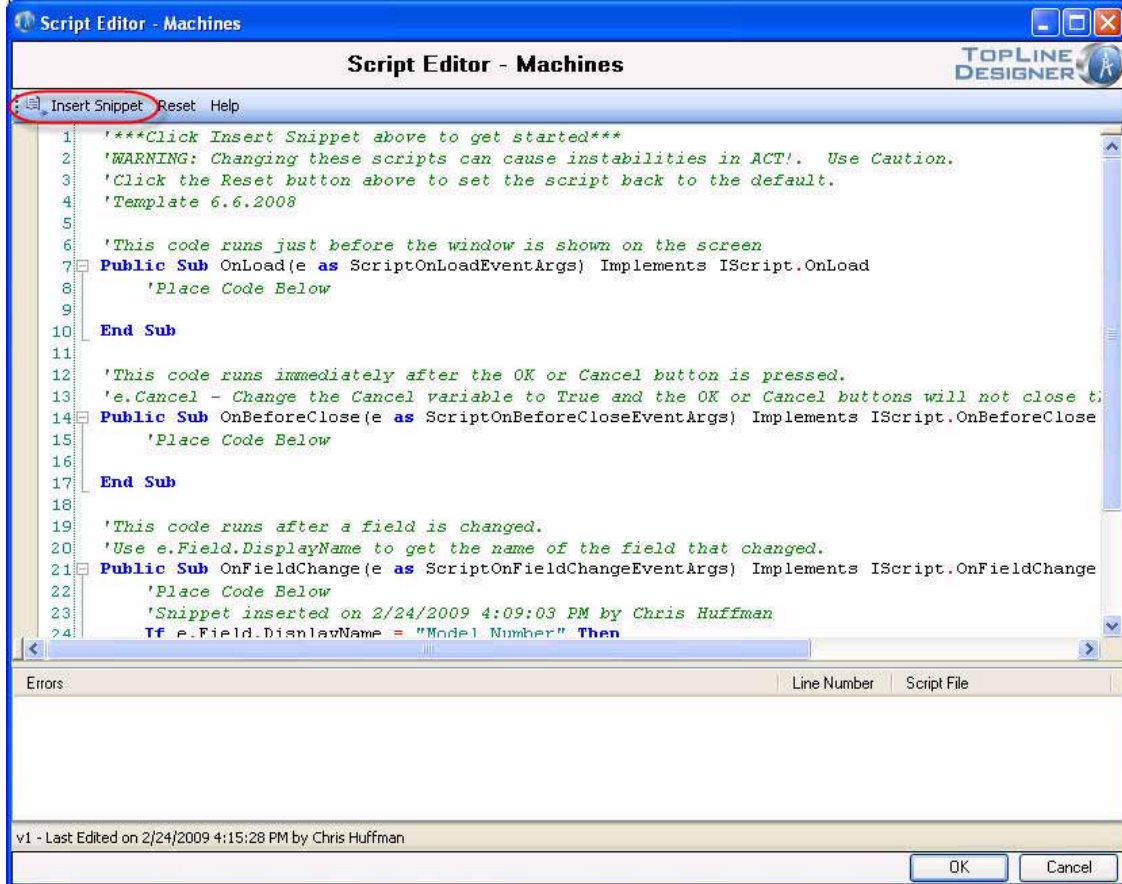 Script Editor - Machines
Script Editor - Machines
TOPLINE
DESIGNER
Insert Snippet Reset Help
1 '***Click Insert Snippet above to get started***
2 'WARNING: Changing these scripts can cause instabilities in ACT!.  Use Caution.
3 'Click the Reset button above to set the script back to the default.
4 'Template 6.6.2008
5
6 'This code runs just before the window is shown on the screen
7 Public Sub OnLoad(e as ScriptOnLoadEventArgs) Implements IScript.OnLoad
8 'Place Code Below
9
10 End Sub
11
12 'This code runs immediately after the OK or Cancel button is pressed.
13 'e.Cancel - Change the Cancel variable to True and the OK or Cancel buttons will not close
14 Public Sub OnBeforeClose(e as ScriptOnBeforeCloseEventArgs) Implements IScript.OnBeforeClose
15 'Place Code Below
16
17 End Sub
18
19 'This code runs after a field is changed.
20 'Use e.Field.DisplayName to get the name of the field that changed.
21 Public Sub OnFieldChange(e as ScriptOnFieldChangeEventArgs) Implements IScript.OnFieldChange
22 'Place Code Below
23 'Snippet inserted on 2/24/2009 4:09:03 PM by Chris Huffman
24 If e.Field.DisplayName = "Model Number" Then
Errors Line Number Script File
v1 - Last Edited on 2/24/2009 4:15:28 PM by Chris Huffman
OK Cancel